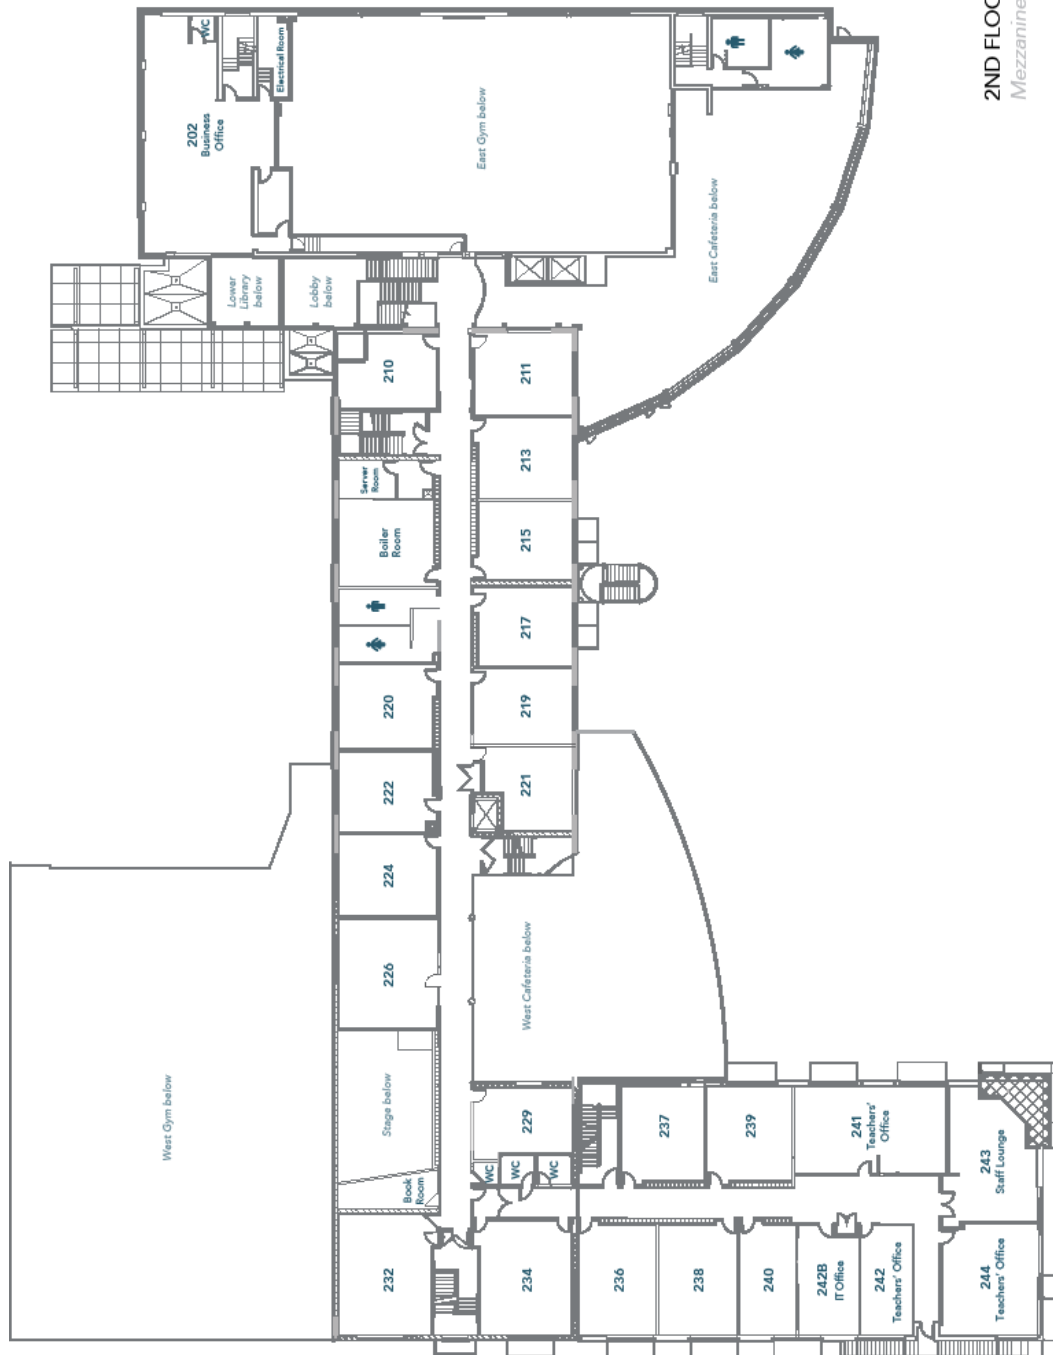 2ND FLOO
Mezzanine
WC
Electrical Room
202
Business
Office
East Gym below
East Cafeteria below
Lower
Library
below
Lobby
below
210
211
213
Server
Room
Boiler
Room
215
217
220
219
222
221
224
226
West Cafeteria below
West Gym below
Stage below
Book
Room
229
WC
WC
WC
237
239
241
Teachers'
Office
243
Staff Lounge
232
234
236
238
240
242B
IT Office
242
Teachers' Office
244
Teachers' Office